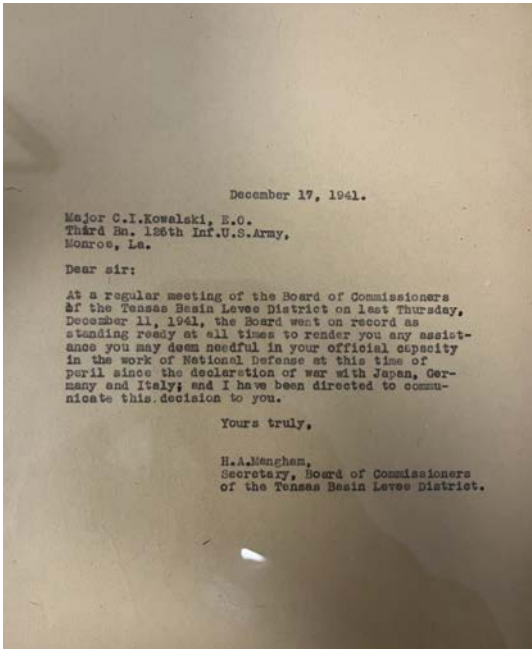 December 17, 1941.
Major C.I.Kowalski, E.O.
Third Bn. 126th Inf.U.S.Army,
Monroe, La.
Dear sir:
At a regular meeting of the Board of Commissioners
of the Tensas Basin Levee District on last Thursday,
December 11, 1941, the Board went on record as
standing ready at all times to render you any assist-
ance you may deem needful in your official capacity
in the work of National Defense at this time of
peril since the declaration of war with Japan, Ger-
many and Italy; and I have been directed to commu-
nicate this decision to you.
Yours truly,
H.A.Mangham,
Secretary, Board of Commissioners
of the Tensas Basin Levee District.